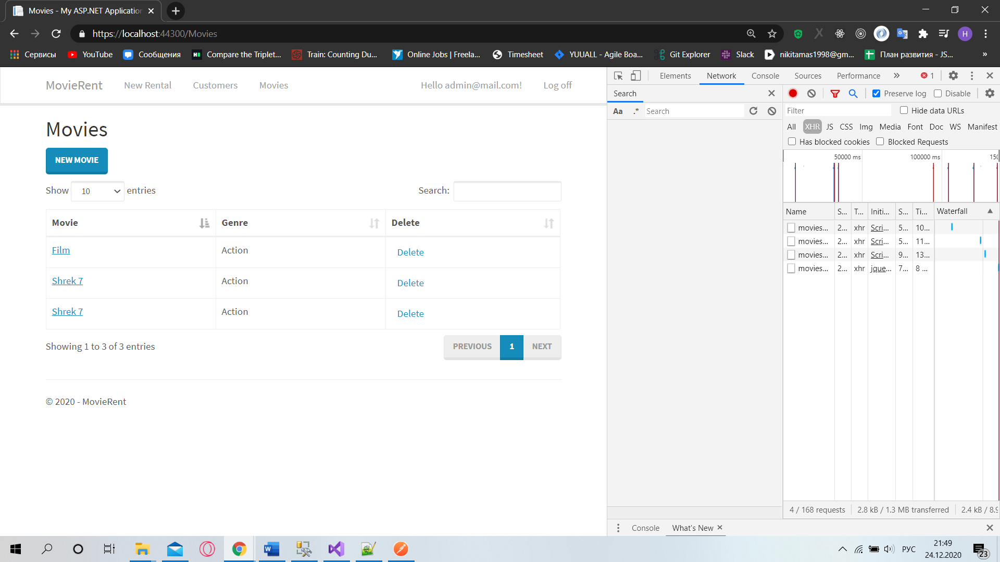 Movies - My ASP.NET Application
https://localhost:44300/Movies
H
Сервисы YouTube Сообщения Compare the Triplet... Train: Counting Du... Online Jobs | Freela... Timesheet YUUALL - Agile Boa... Git Explorer Slack nikitamas1998@gm... План развития - JS... »
MovieRent New Rental Customers Movies Hello admin@mail.com! Log off
Movies
NEW MOVIE
Show 10 entries Search:
Movie Genre Delete
Film Action Delete
Shrek 7 Action Delete
Shrek 7 Action Delete
Showing 1 to 3 of 3 entries PREVIOUS 1 NEXT
© 2020 - MovieRent
Elements Network Console Sources Performance » 1
Search
Aa .* Search
Preserve log Disable
Filter Hide data URLs
All XHR JS CSS Img Media Font Doc WS Manifest
Has blocked cookies Blocked Requests
50000 ms 100000 ms 150
Name S... T... Initi... S... Ti... Waterfall
movies... 2... xhr Scri... 5... 10...
movies... 2... xhr Scri... 5... 11...
movies... 2... xhr Scri... 9... 13...
movies... 2... xhr jque... 7... 8 ...
4 / 168 requests 2.8 kB / 1.3 MB transferred 2.4 kB / 8.9
Console What's New
РУС 21:49
24.12.2020 23